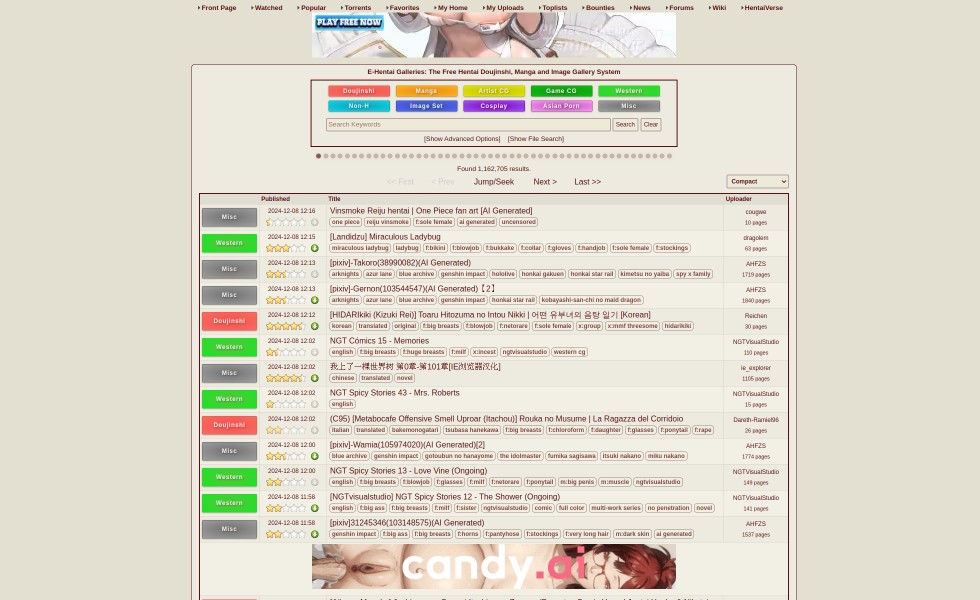 Front Page Watched Popular Torrents Favorites My Home My Uploads Toplists Bounties News Forums Wiki HentaiVerse
PLAY FREE NOW
E-Hentai Galleries: The Free Hentai Doujinshi, Manga and Image Gallery System
Doujinshi Manga Artist CG Game CG Western
Non-H Image Set Cosplay Asian Porn Misc
Search Keywords Search Clear
[Show Advanced Options] [Show File Search]
Found 1,162,705 results.
<< First < Prev Jump/Seek Next > Last >> Compact
Published Title Uploader
Misc 2024-12-08 12:16 Vinsmoke Reiju hentai | One Piece fan art [AI Generated] cougwe
one piece reiju vinsmoke f:sole female ai generated uncensored 10 pages
Western 2024-12-08 12:15 [Landidzu] Miraculous Ladybug dragolem
miraculous ladybug ladybug f:bikini f:blowjob f:bukkake f:collar f:gloves f:handjob f:sole female f:stockings 63 pages
Misc 2024-12-08 12:13 [pixiv]-Takoro(38990082)(AI Generated) AHFZS
arknights azur lane blue archive genshin impact hololive honkai gakuen honkai star rail kimetsu no yaiba spy x family 1719 pages
Misc 2024-12-08 12:13 [pixiv]-Gernon(103544547)(AI Generated)【2】 AHFZS
arknights azur lane blue archive genshin impact honkai star rail kobayashi-san-chi no maid dragon 1840 pages
Doujinshi 2024-12-08 12:12 [HIDARIkiki (Kizuki Rei)] Toaru Hitozuma no Intou Nikki | 어떤 유부녀의 음탕 일기 [Korean] Reichen
korean translated original f:big breasts f:blowjob f:netorare f:sole female x:group x:mmf threesome hidarikiki 30 pages
Western 2024-12-08 12:02 NGT Comics 15 - Memories NGTVisualStudio
english f:big breasts f:huge breasts f:milf x:incest ngtvisualstudio western cg 110 pages
Misc 2024-12-08 12:02 我上了一棵世界树 第0章-第101章[IE浏览器汉化] ie_explorer
chinese translated novel 1105 pages
Western 2024-12-08 12:02 NGT Spicy Stories 43 - Mrs. Roberts NGTVisualStudio
english 15 pages
Doujinshi 2024-12-08 12:02 (C95) [Metabocafe Offensive Smell Uproar (Itachou)] Rouka no Musume | La Ragazza del Corridoio Dareth-Ramiel96
italian translated bakemonogatari tsubasa hanekawa f:big breasts f:chloroform f:daughter f:glasses f:ponytail f:rape 26 pages
Misc 2024-12-08 12:00 [pixiv]-Wamia(105974020)(AI Generated)[2] AHFZS
blue archive genshin impact gotoubun no hanayome the idolmaster fumika sagisawa itsuki nakano miku nakano 1774 pages
Western 2024-12-08 12:00 NGT Spicy Stories 13 - Love Vine (Ongoing) NGTVisualStudio
english f:big breasts f:blowjob f:glasses f:milf f:netorare f:ponytail m:big penis m:muscle ngtvisualstudio 149 pages
Western 2024-12-08 11:58 [NGTvisualstudio] NGT Spicy Stories 12 - The Shower (Ongoing) NGTVisualStudio
english f:big ass f:big breasts f:milf f:sister ngtvisualstudio comic full color multi-work series no penetration novel 141 pages
Misc 2024-12-08 11:58 [pixiv]31245346(103148575)(AI Generated) AHFZS
genshin impact f:big ass f:big breasts f:horns f:pantyhose f:stockings f:very long hair m:dark skin ai generated 1537 pages
candy.ai